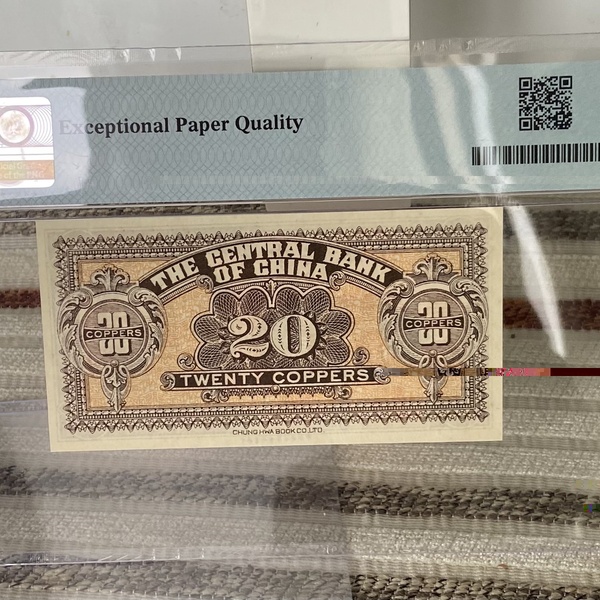 Exceptional Paper Quality
THE CENTRAL BANK
OF CHINA
20
COPPERS
20
20
COPPERS
TWENTY COPPERS
CHUNG HWA BOOK CO. LTD